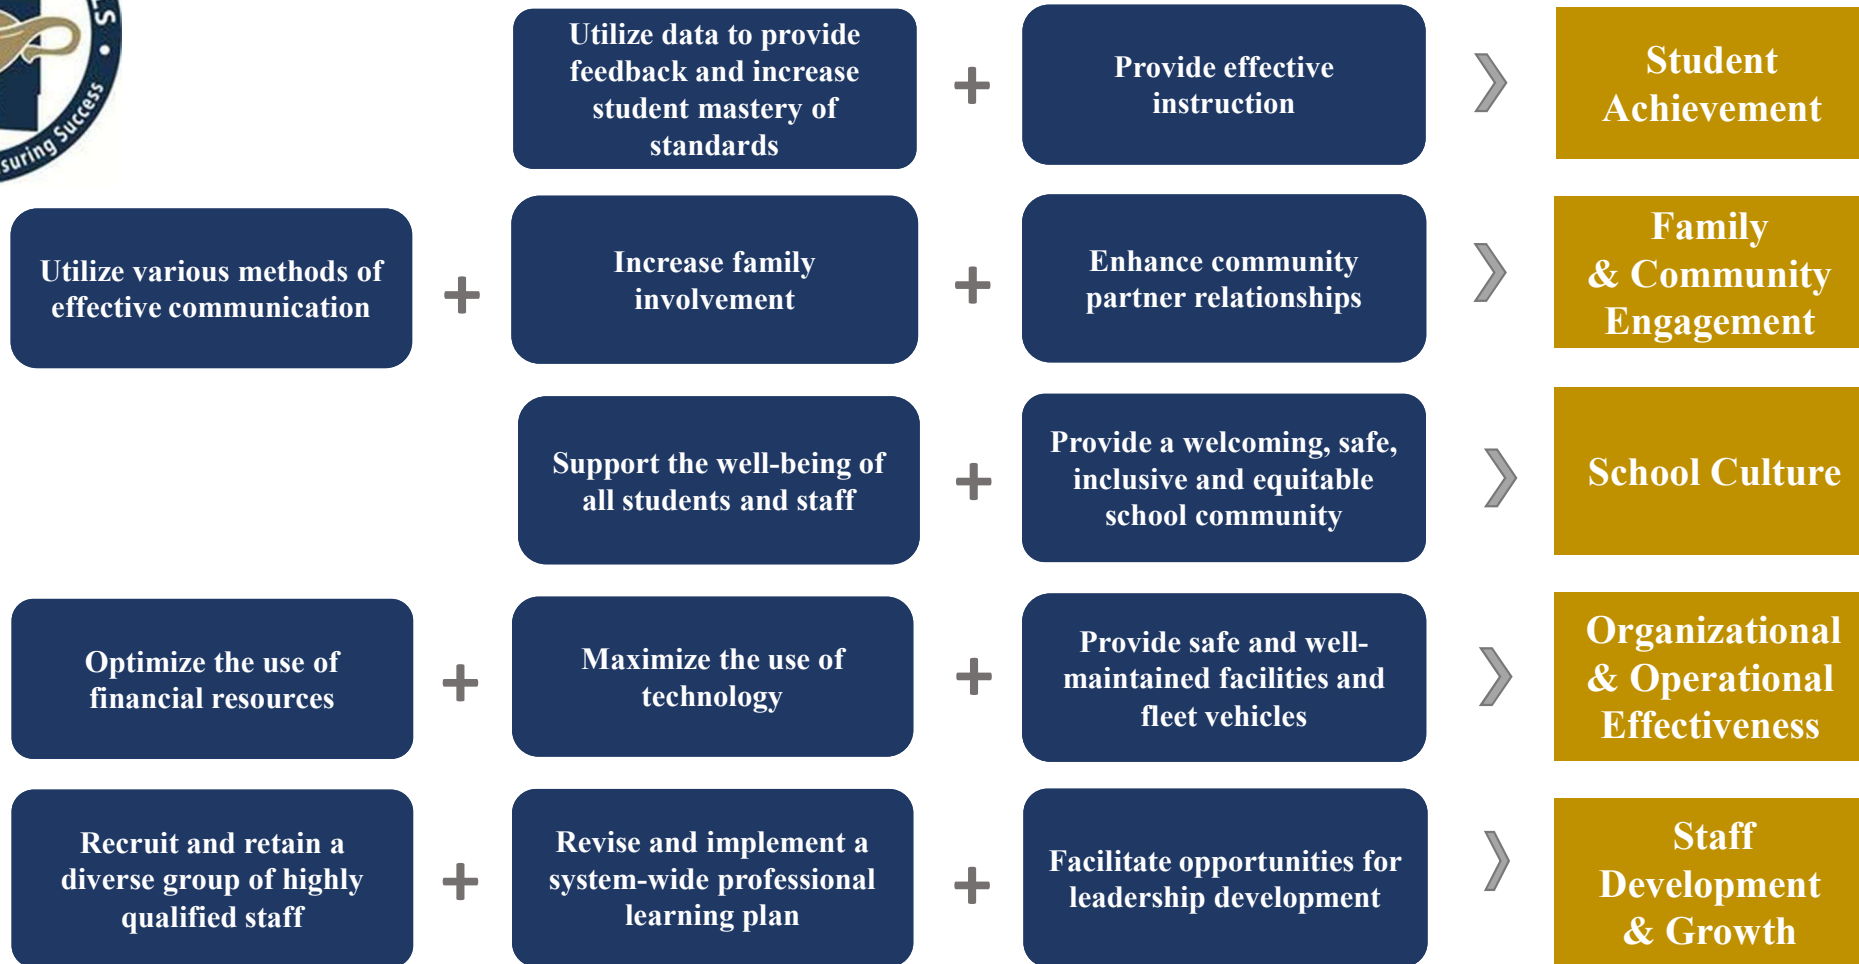 Success
Utilize data to provide
feedback and increase
student mastery of
standards
+
Provide effective
instruction
Student
Achievement
Utilize various methods of
effective communication
+
Increase family
involvement
+
Enhance community
partner relationships
Family
& Community
Engagement
Support the well-being of
all students and staff
+
Provide a welcoming, safe,
inclusive and equitable
school community
School Culture
Optimize the use of
financial resources
+
Maximize the use of
technology
+
Provide safe and well-
maintained facilities and
fleet vehicles
Organizational
& Operational
Effectiveness
Recruit and retain a
diverse group of highly
qualified staff
+
Revise and implement a
system-wide professional
learning plan
+
Facilitate opportunities for
leadership development
Staff
Development
& Growth